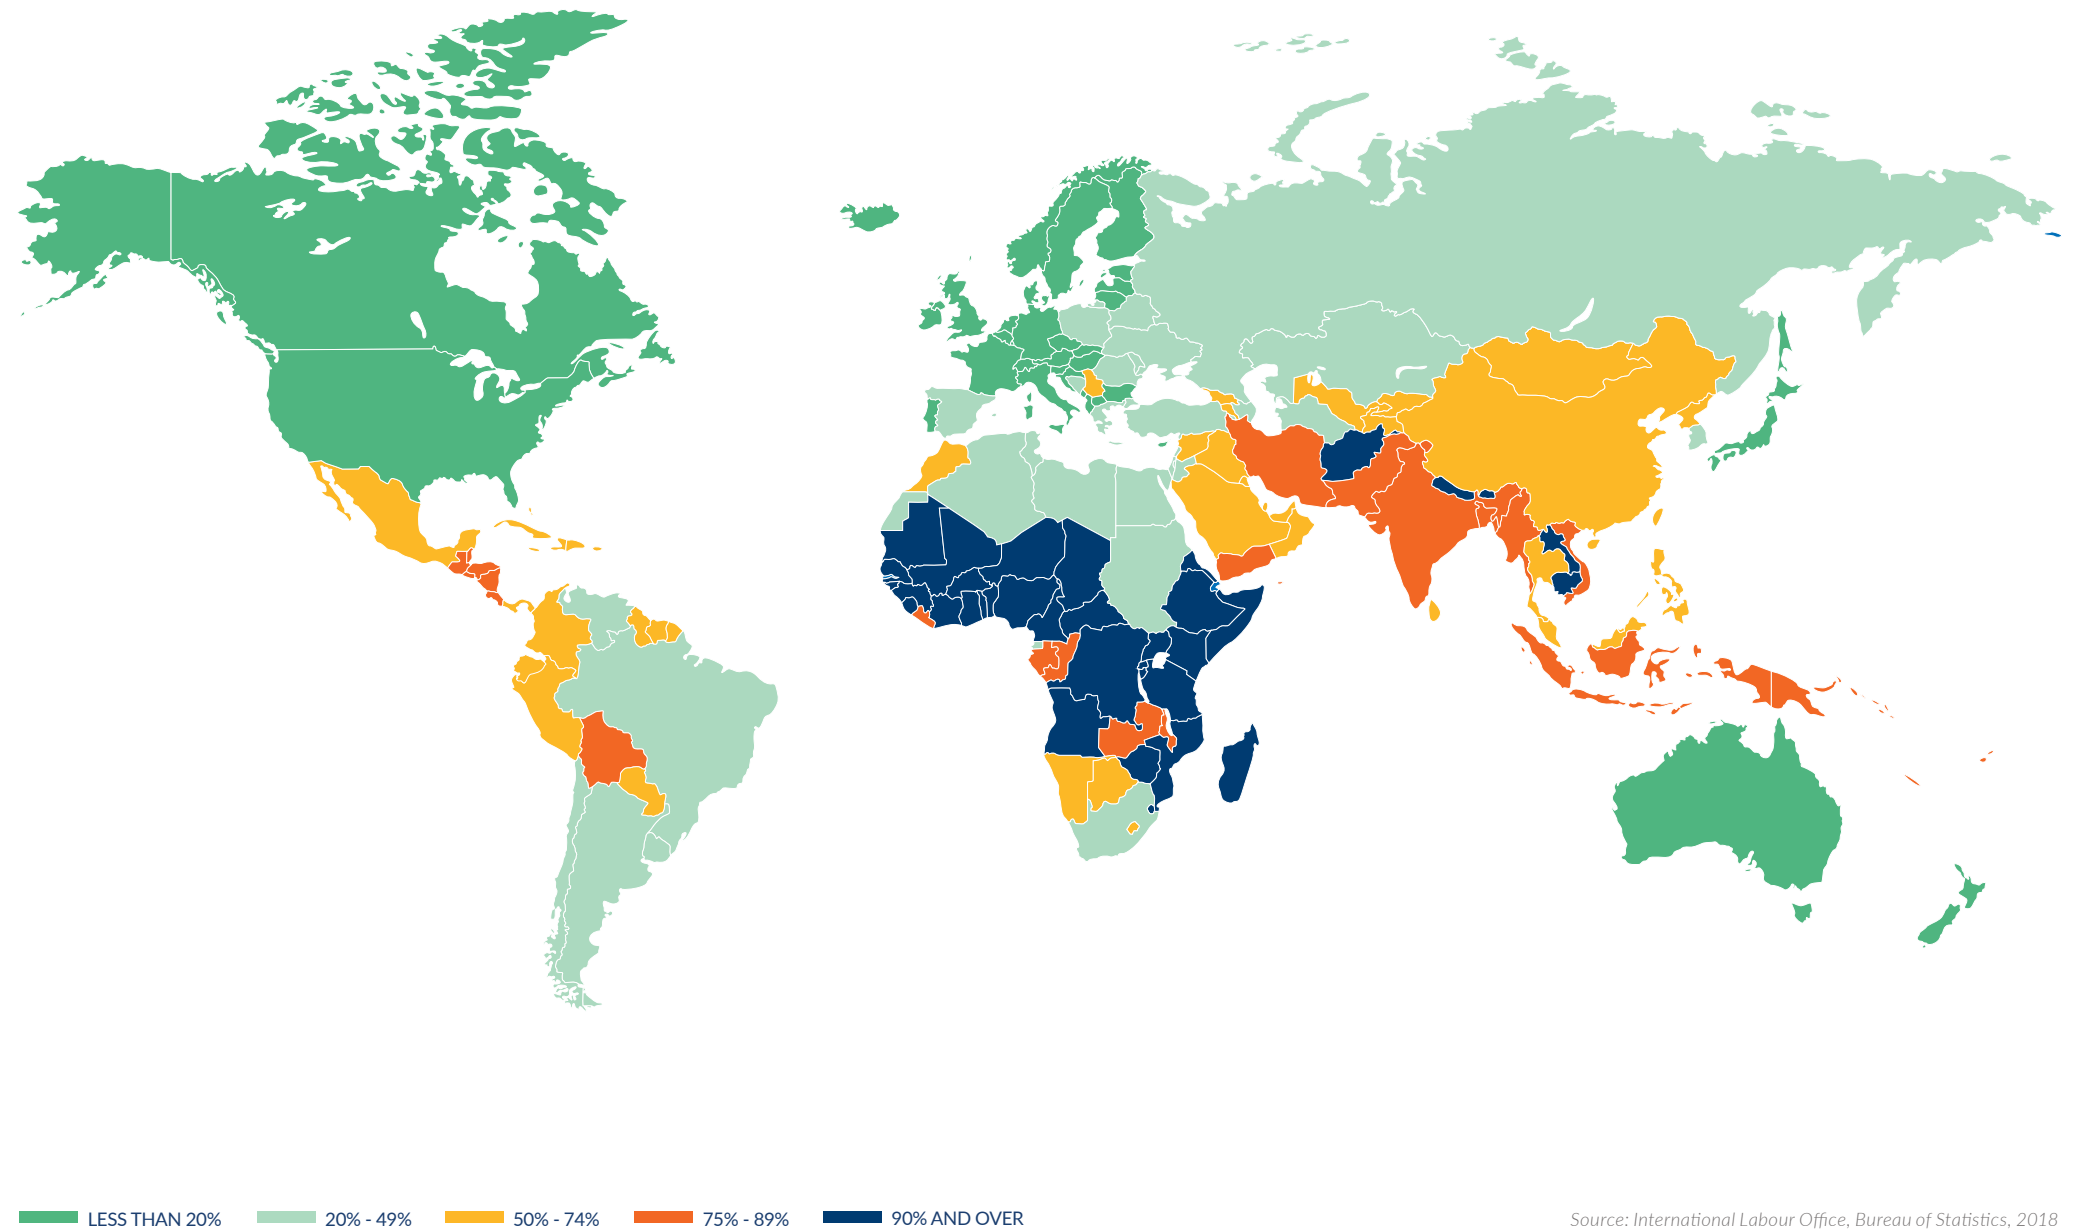 LESS THAN 20% 20% - 49% 50% - 74% 75% - 89% 90% AND OVER
Source: International Labour Office, Bureau of Statistics, 2018